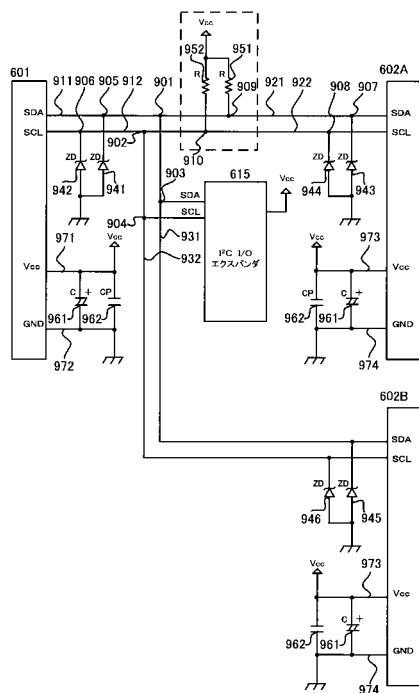 Vcc
952
951
R
R
601
911
906
905
912
901
921
909
922
908
907
602A
SDA
SDA
SCL
SCL
902
910
903
615
Vcc
ZD
ZD
942
941
SDA
SCL
904
931
932
I²C I/O
エクスパンダ
ZD
ZD
944
943
971
Vcc
Vcc
C
+
CP
961
962
GND
972
Vcc
973
Vcc
CP
C
+
962
961
GND
974
602B
SDA
SCL
ZD
ZD
946
945
Vcc
973
Vcc
C
+
962
961
GND
974